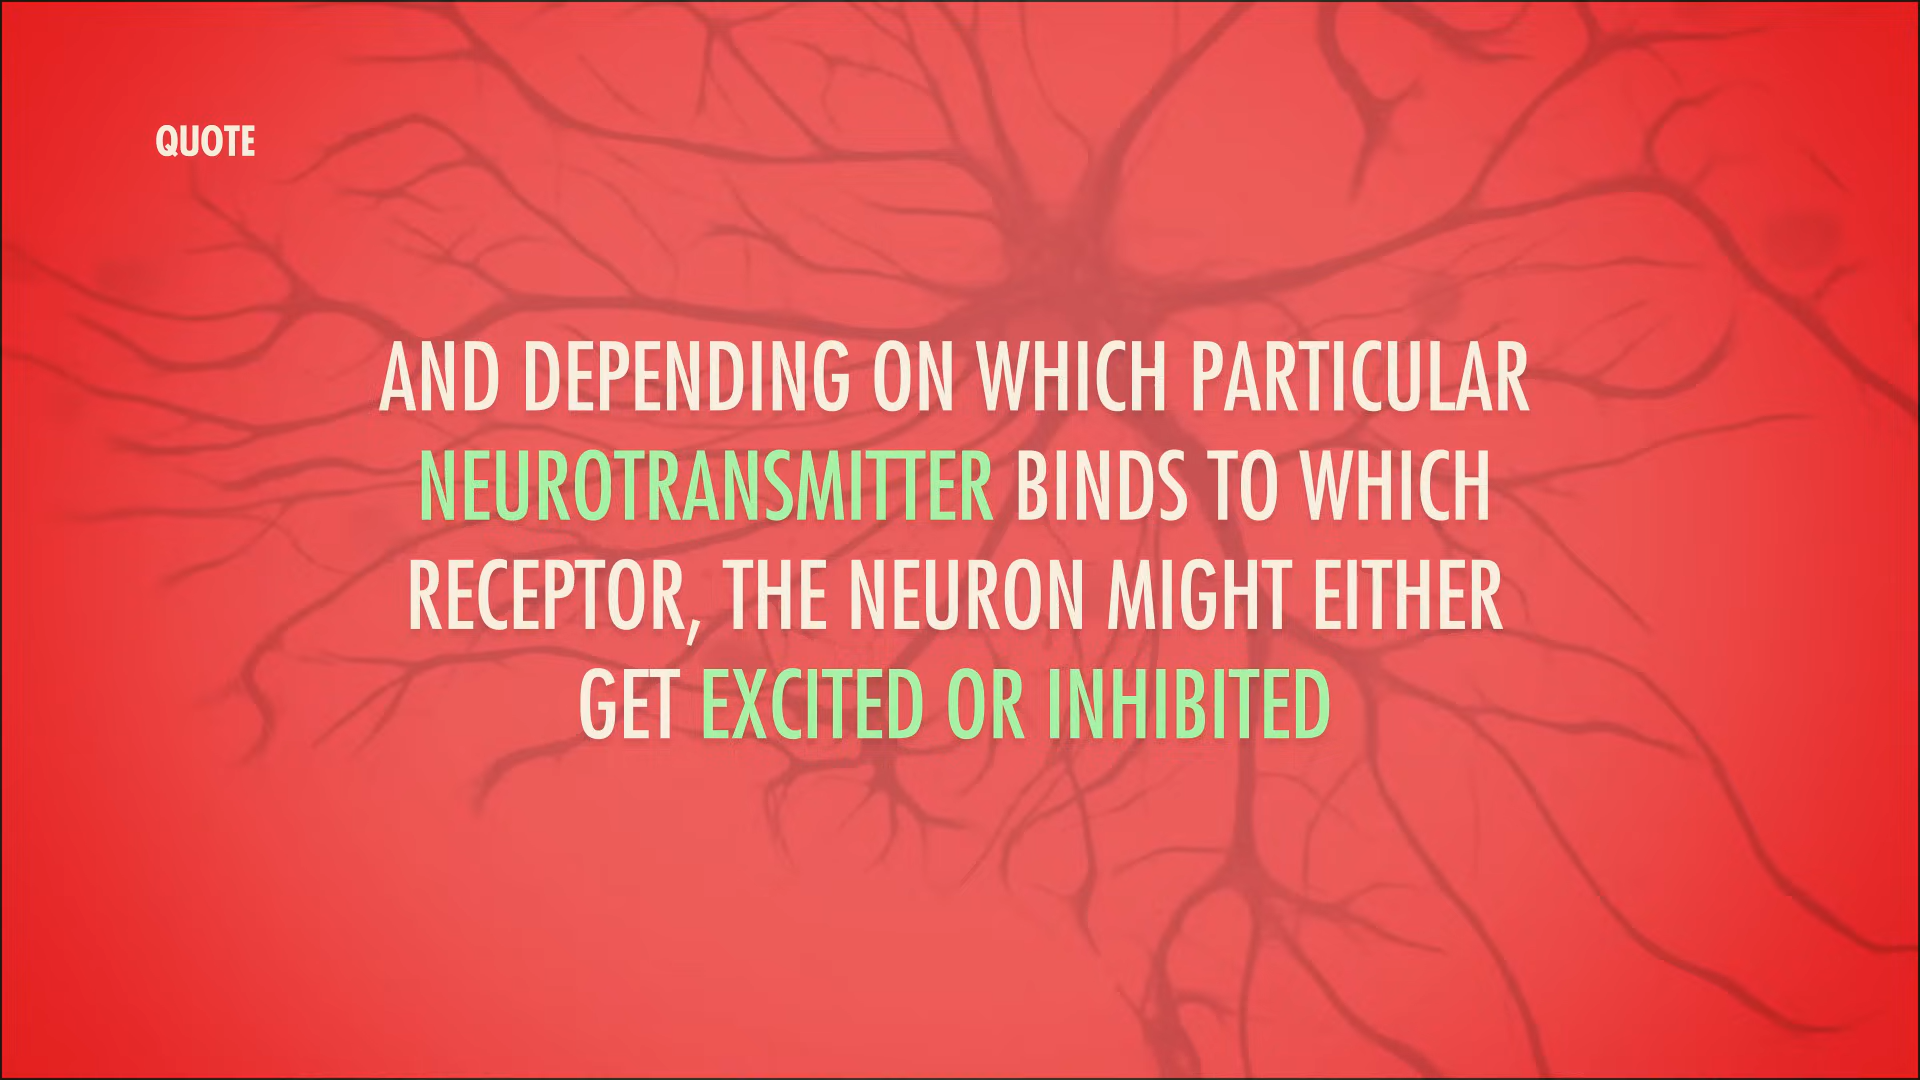 QUOTE
AND DEPENDING ON WHICH PARTICULAR
NEUROTRANSMITTER BINDS TO WHICH
RECEPTOR, THE NEURON MIGHT EITHER
GET EXCITED OR INHIBITED